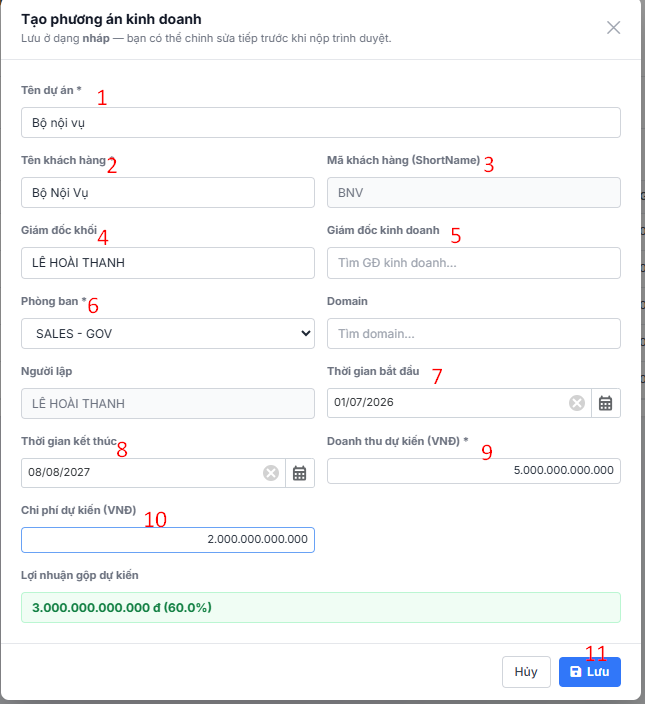 Tạo phương án kinh doanh
Lưu ở dạng nháp — bạn có thể chỉnh sửa tiếp trước khi nộp trình duyệt.
Tên dự án * 1
Bộ nội vụ
Tên khách hàng * 2
Mã khách hàng (ShortName) 3
Bộ Nội Vụ
BNV
Giám đốc khối 4
Giám đốc kinh doanh 5
LÊ HOÀI THANH
Tìm GĐ kinh doanh...
Phòng ban * 6
Domain
SALES - GOV
Tìm domain...
Người lập
Thời gian bắt đầu 7
LÊ HOÀI THANH
01/07/2026
Thời gian kết thúc 8
Doanh thu dự kiến (VNĐ) * 9
08/08/2027
5.000.000.000.000
Chi phí dự kiến (VNĐ) 10
2.000.000.000.000
Lợi nhuận gộp dự kiến
3.000.000.000.000 đ (60.0%)
11
Hủy
Lưu